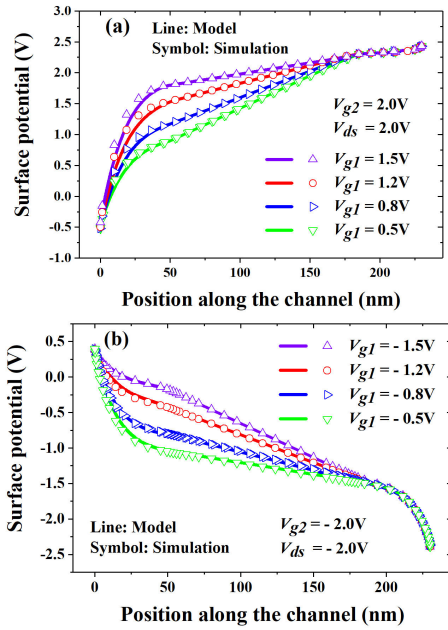 (a)
Line: Model
Symbol: Simulation
Vg2 = 2.0V
Vds = 2.0V
Vg1 = 1.5V
Vg1 = 1.2V
Vg1 = 0.8V
Vg1 = 0.5V
Surface potential (V)
3.0
2.5
2.0
1.5
1.0
0.5
0.0
-0.5
-1.0
0 50 100 150 200
Position along the channel (nm)
(b)
Vg1 = - 1.5V
Vg1 = - 1.2V
Vg1 = - 0.8V
Vg1 = - 0.5V
Line: Model
Symbol: Simulation
Vg2 = - 2.0V
Vds = - 2.0V
Surface potential (V)
0.5
0.0
-0.5
-1.0
-1.5
-2.0
-2.5
0 50 100 150 200
Position along the channel (nm)